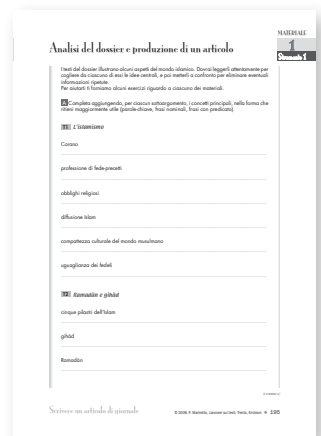 MATERIALE
1
Strumento 1
Analisi del dossier e produzione di un articolo
I testi del dossier illustrano alcuni aspetti del mondo islamico. Dovrai leggerli attentamente per
cogliere da ciascuno di essi le idee centrali, e poi metterli a confronto per eliminare eventuali
informazioni ripetute.
Per aiutarti ti forniamo alcuni esercizi riguardo a ciascuno dei materiali.
A Completa aggiungendo, per ciascun sottoargomento, i concetti principali, nella forma che
ritieni maggiormente utile (parole-chiave, frasi nominali, frasi con predicato).
T1 L'islamismo
Corano
professione di fede-precetti
obblighi religiosi
diffusione Islam
compattezza culturale del mondo musulmano
uguaglianza dei fedeli
T2 Ramadàn e gihàd
cinque pilastri dell'Islam
gihàd
Ramadàn
Scrivere un articolo di giornale
195